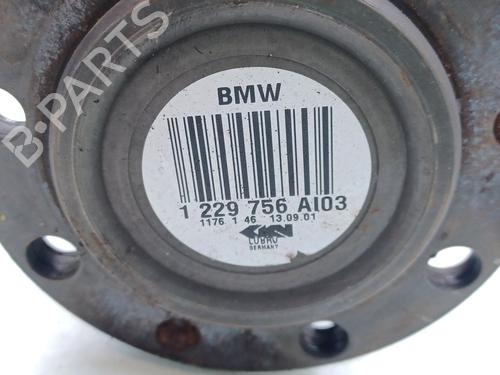 B-PARTS
BMW
1 229 756 AI03
1176 1 46 13.09.01
GKN
LÖBRO
GERMANY